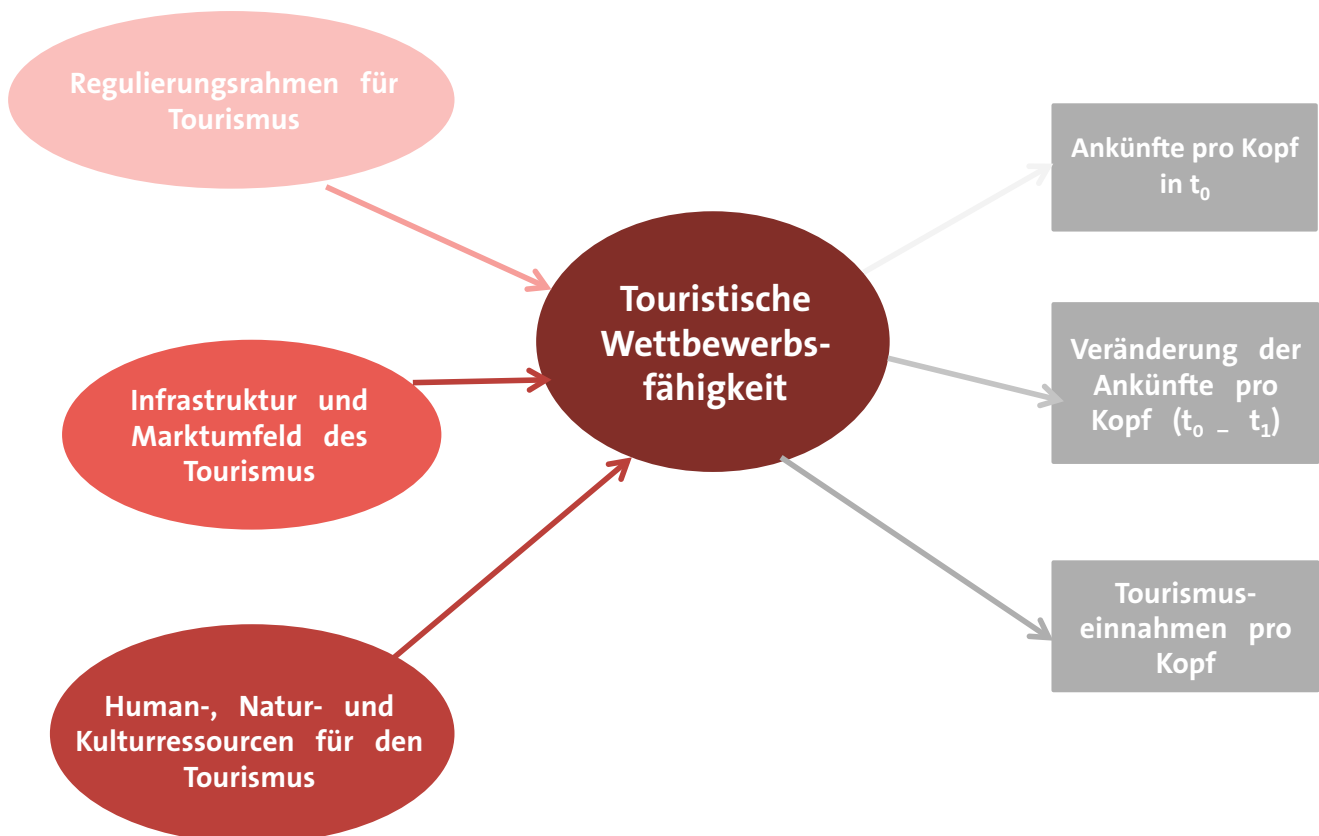 Regulierungsrahmen für
Tourismus
Infrastruktur und
Marktumfeld des
Tourismus
Human-, Natur- und
Kulturressourcen für den
Tourismus
Touristische
Wettbewerbs-
fähigkeit
Ankünfte pro Kopf
in t₀
Veränderung der
Ankünfte pro
Kopf (t₀ – t₁)
Tourismus-
einnahmen pro
Kopf